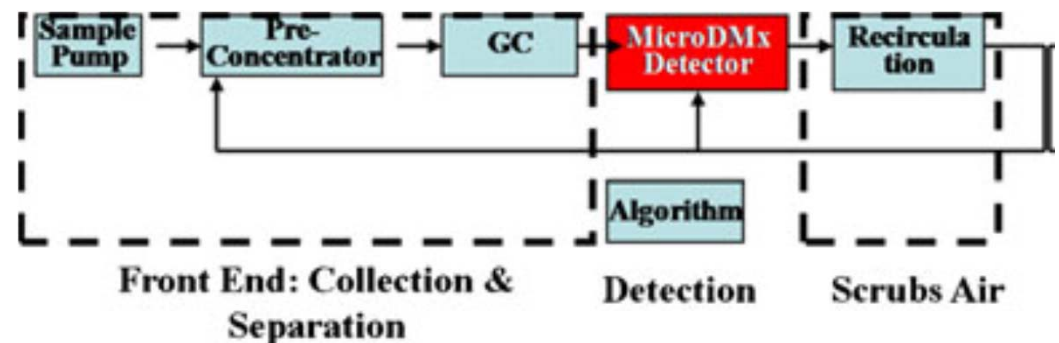 Sample
Pump
Pre-
Concentrator
GC
MicroDMx
Detector
Recircula
tion
Algorithm
Front End: Collection &
Separation
Detection
Scrubs Air